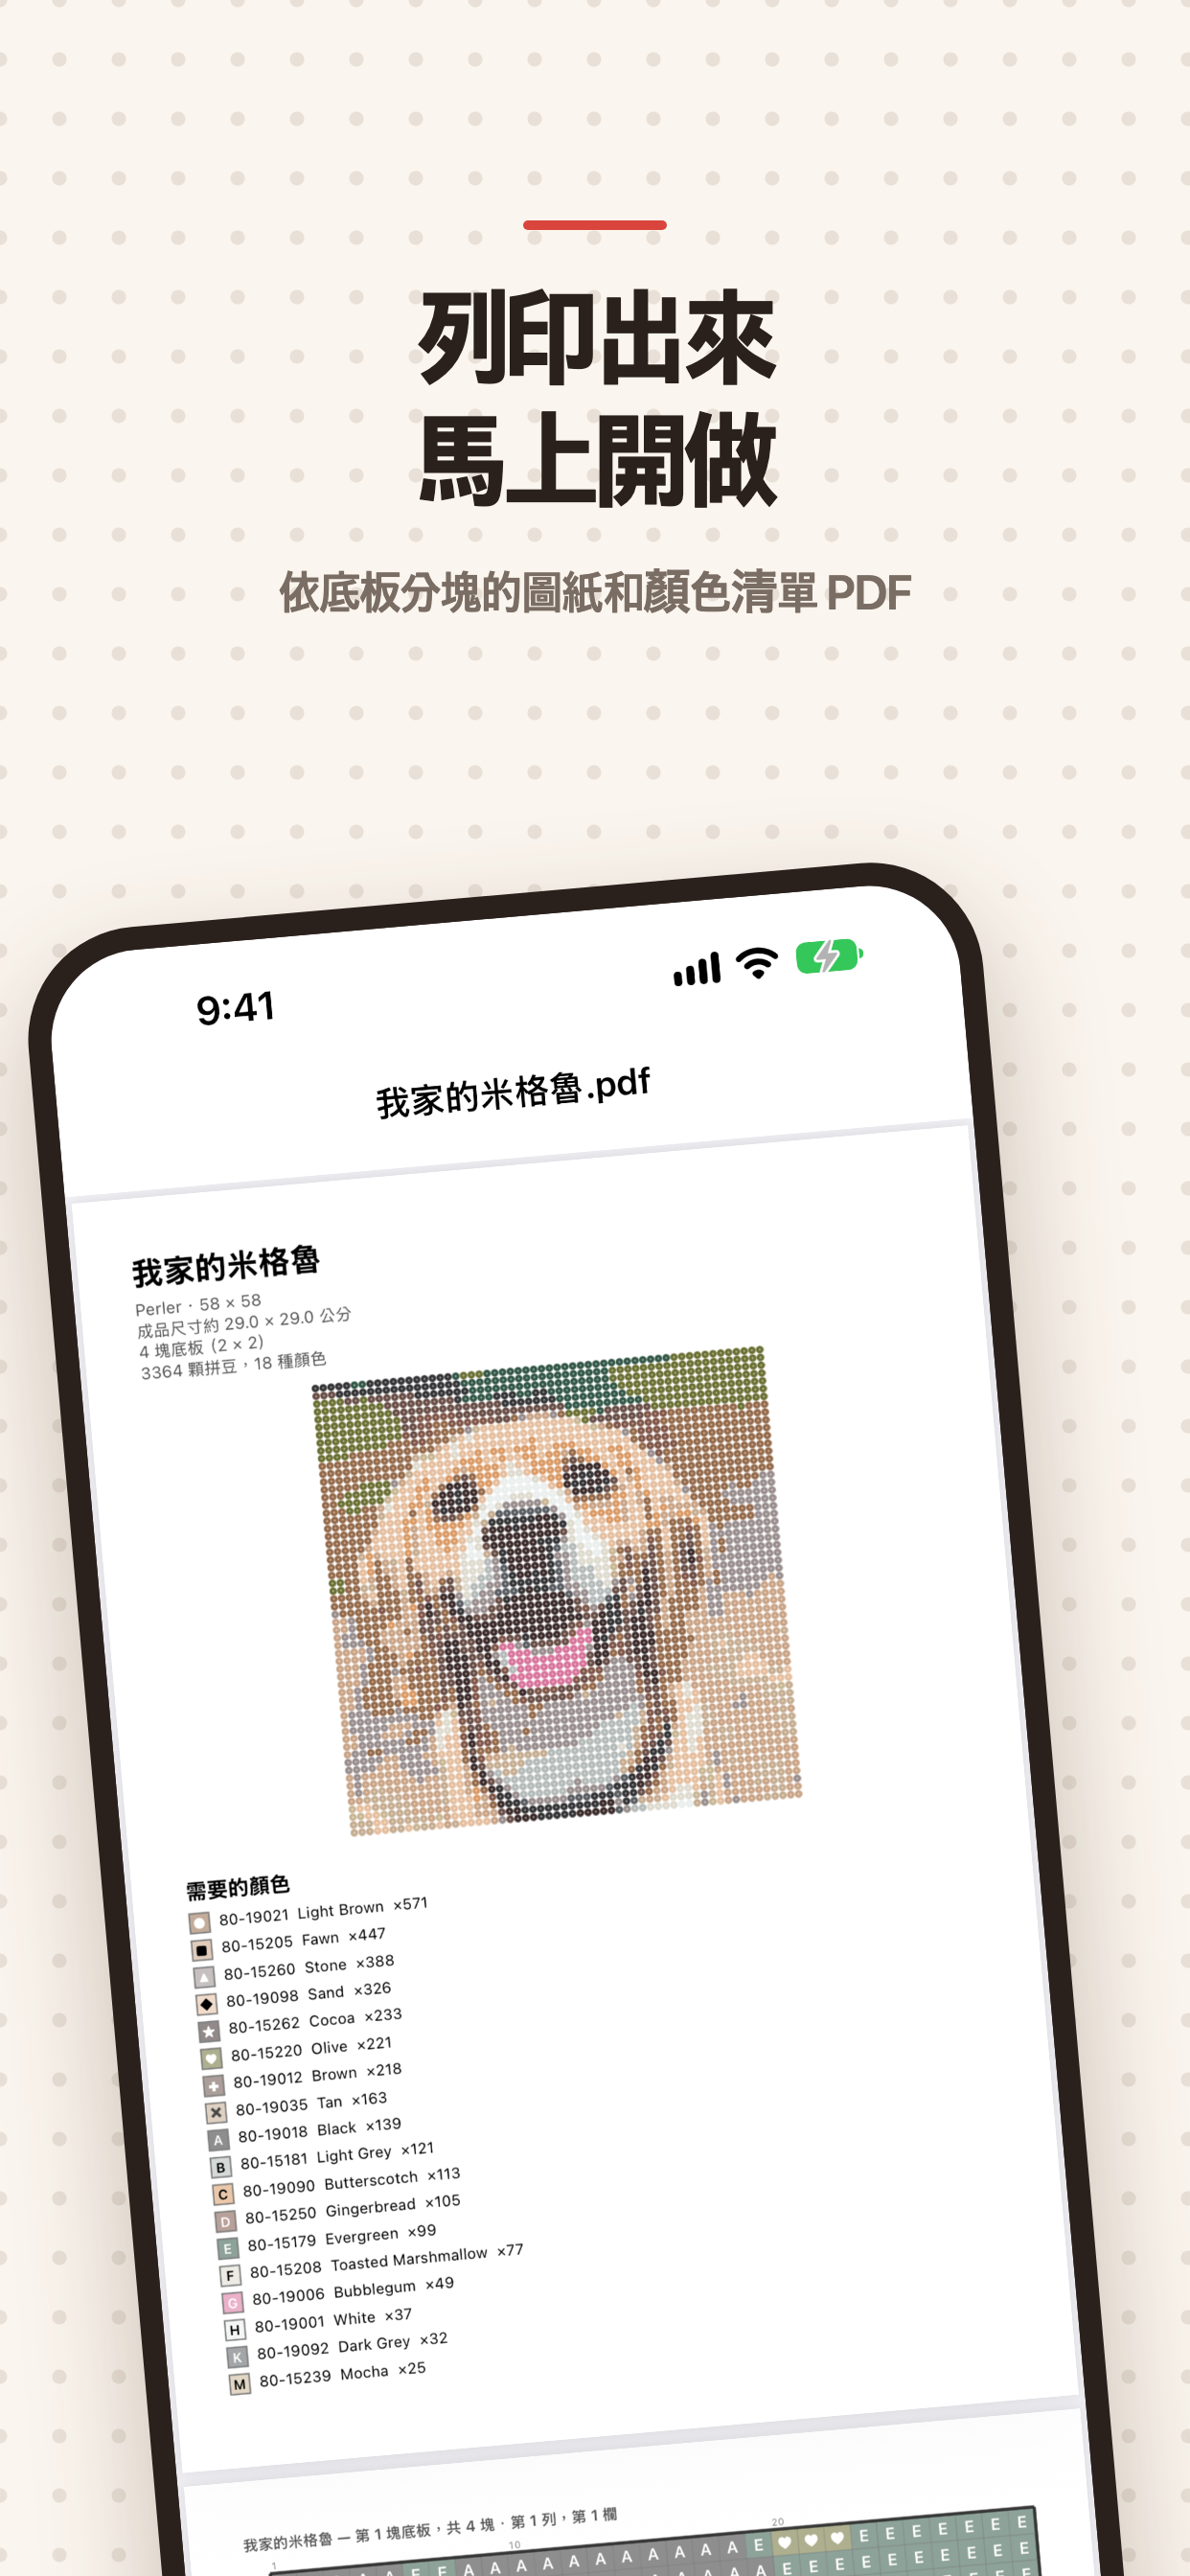 列印出來
馬上開做
依底板分塊的圖紙和顏色清單 PDF
9:41
我家的米格魯.pdf
我家的米格魯
Perler · 58 × 58
成品尺寸約 29.0 × 29.0 公分
4 塊底板 (2 × 2)
3364 顆拼豆，18 種顏色
需要的顏色
80-19021 Light Brown ×571
80-15205 Fawn ×447
80-15260 Stone ×388
80-19098 Sand ×326
80-15262 Cocoa ×233
80-15220 Olive ×221
80-19012 Brown ×218
80-19035 Tan ×163
A 80-19018 Black ×139
B 80-15181 Light Grey ×121
C 80-19090 Butterscotch ×113
D 80-15250 Gingerbread ×105
E 80-15179 Evergreen ×99
F 80-15208 Toasted Marshmallow ×77
G 80-19006 Bubblegum ×49
H 80-19001 White ×37
K 80-19092 Dark Grey ×32
M 80-15239 Mocha ×25
我家的米格魯 — 第 1 塊底板，共 4 塊 · 第 1 列，第 1 欄
1 10 20
E E A A A A A A A A A A A E E E E E E E E